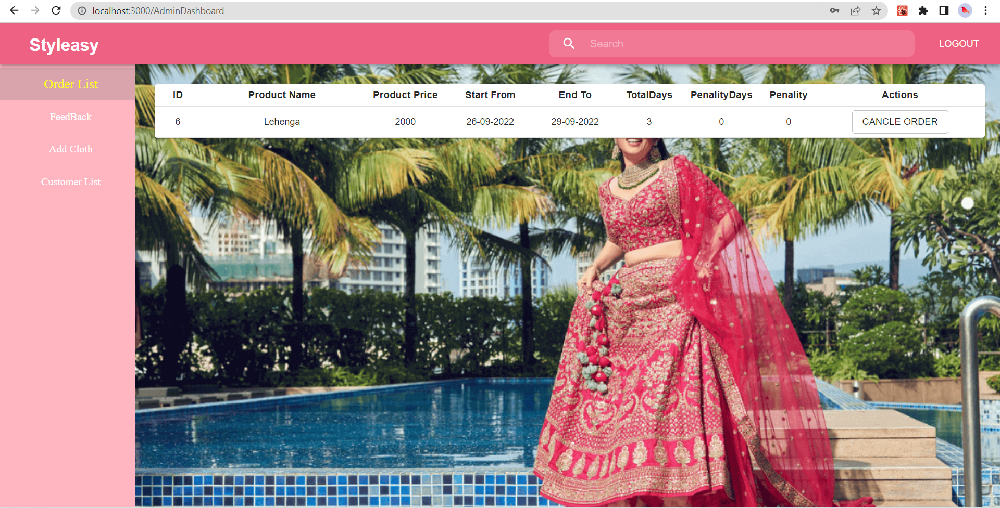 localhost:3000/AdminDashboard
Styleasy
Search
LOGOUT
Order List
FeedBack
Add Cloth
Customer List
ID Product Name Product Price Start From End To TotalDays PenalityDays Penality Actions
6 Lehenga 2000 26-09-2022 29-09-2022 3 0 0 CANCLE ORDER